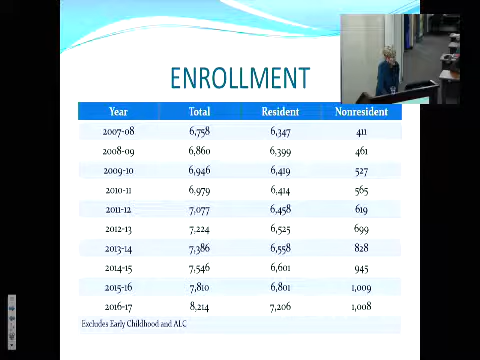 ENROLLMENT
Year Total Resident Nonresident
2007-08 6,758 6,347 411
2008-09 6,860 6,399 461
2009-10 6,946 6,419 527
2010-11 6,979 6,414 565
2011-12 7,077 6,458 619
2012-13 7,224 6,525 699
2013-14 7,386 6,558 828
2014-15 7,546 6,601 945
2015-16 7,810 6,801 1,009
2016-17 8,214 7,206 1,008
Excludes Early Childhood and ALC